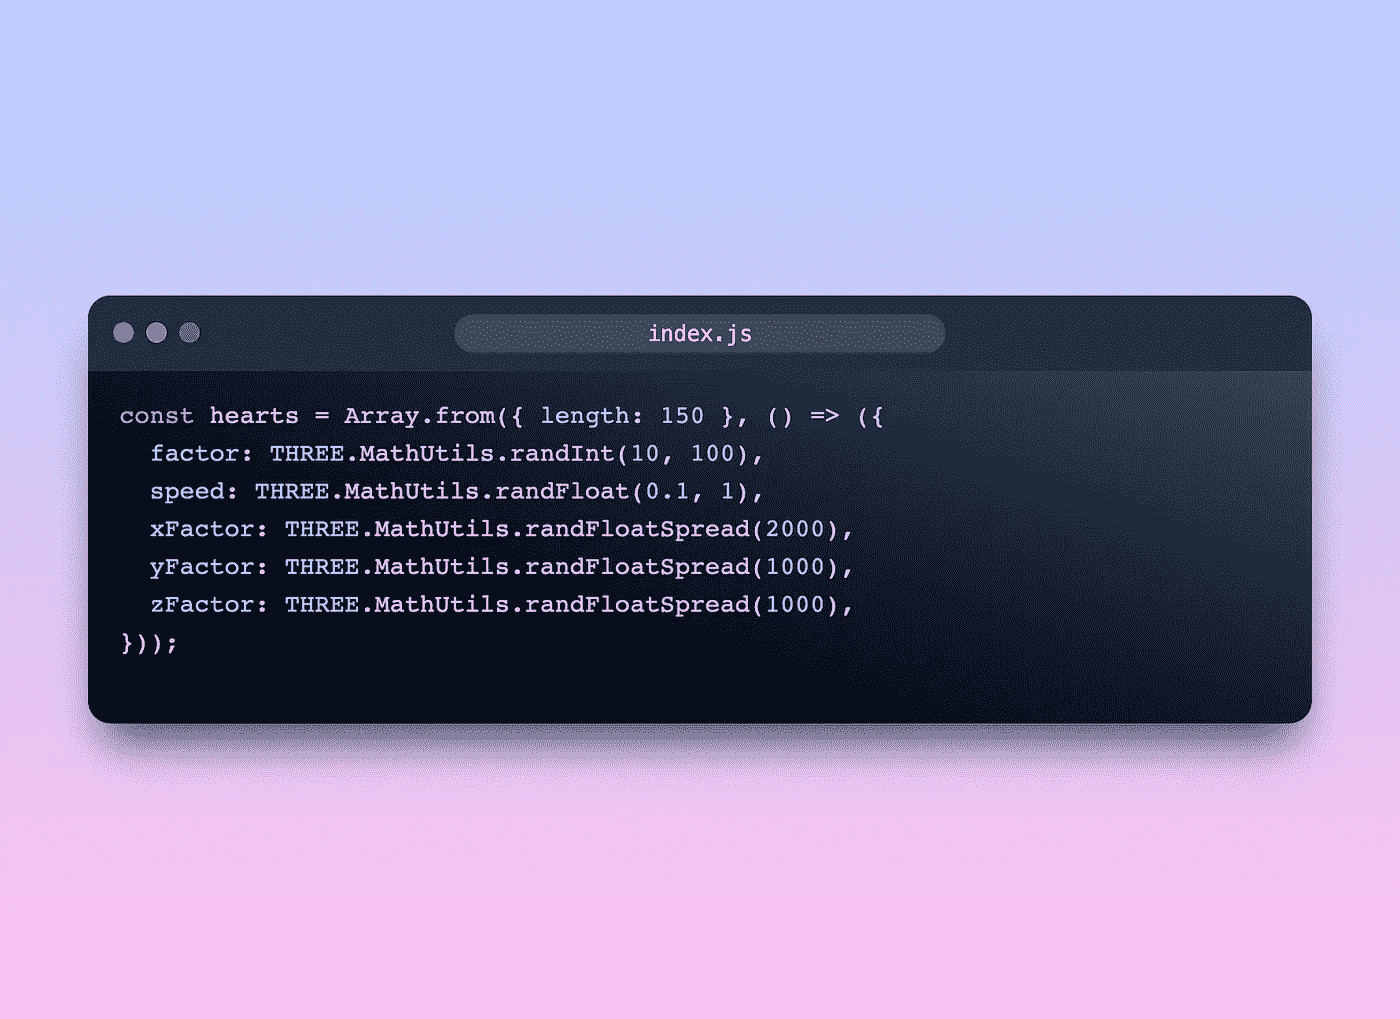 index.js
const hearts = Array.from({ length: 150 }, () => ({
  factor: THREE.MathUtils.randInt(10, 100),
  speed: THREE.MathUtils.randFloat(0.1, 1),
  xFactor: THREE.MathUtils.randFloatSpread(2000),
  yFactor: THREE.MathUtils.randFloatSpread(1000),
  zFactor: THREE.MathUtils.randFloatSpread(1000),
}));